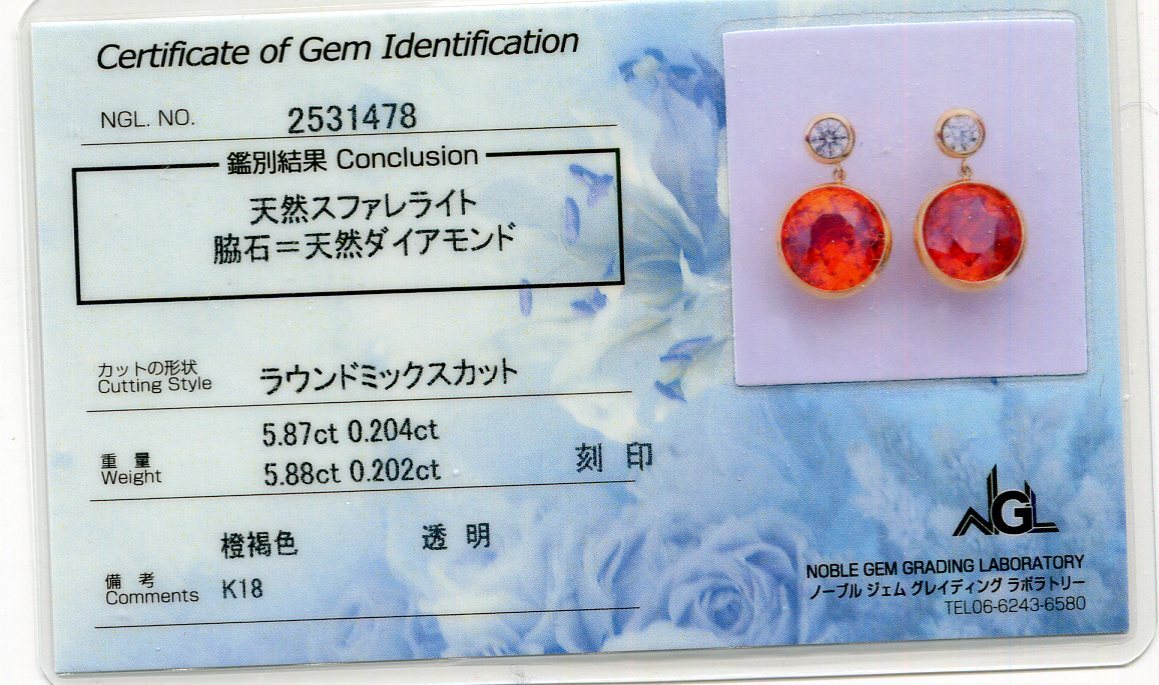 Certificate of Gem Identification
NGL. NO. 2531478
鑑別結果 Conclusion
天然スファレライト
脇石＝天然ダイアモンド
カットの形状
Cutting Style
ラウンドミックスカット
5.87ct 0.204ct
重量
Weight
5.88ct 0.202ct
刻印
橙褐色 透明
備考
Comments
K18
NGL
NOBLE GEM GRADING LABORATORY
ノーブル ジェム グレイディング ラボラトリー
TEL06-6243-6580